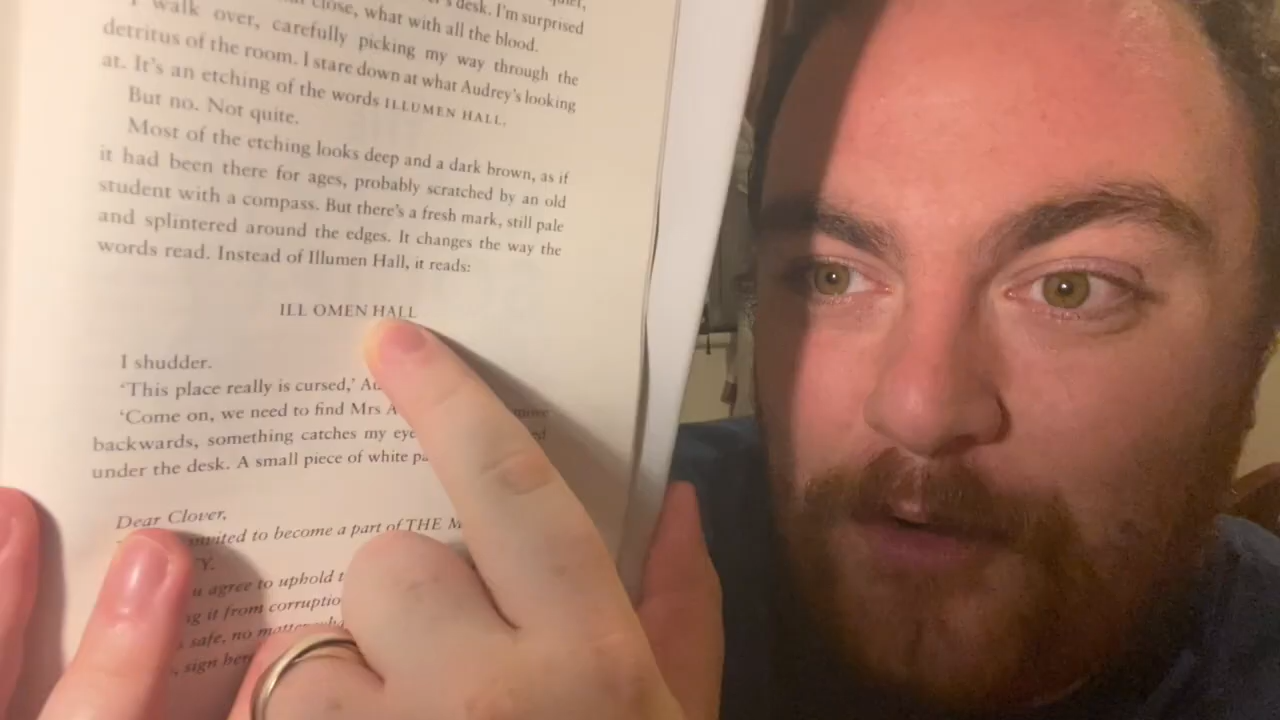 desk. I'm surprised
close, what with all the blood.
I walk over, carefully picking my way through the
detritus of the room. I stare down at what Audrey's looking
at. It's an etching of the words ILLUMEN HALL.
But no. Not quite.
Most of the etching looks deep and a dark brown, as if
it had been there for ages, probably scratched by an old
student with a compass. But there's a fresh mark, still pale
and splintered around the edges. It changes the way the
words read. Instead of Illumen Hall, it reads:
ILL OMEN HALL
I shudder.
'This place really is cursed,'
'Come on, we need to find Mrs
backwards, something catches my eye
under the desk. A small piece of white
Dear Clover,
invited to become a part of THE
agree to uphold
it from
safe, no matter
sign